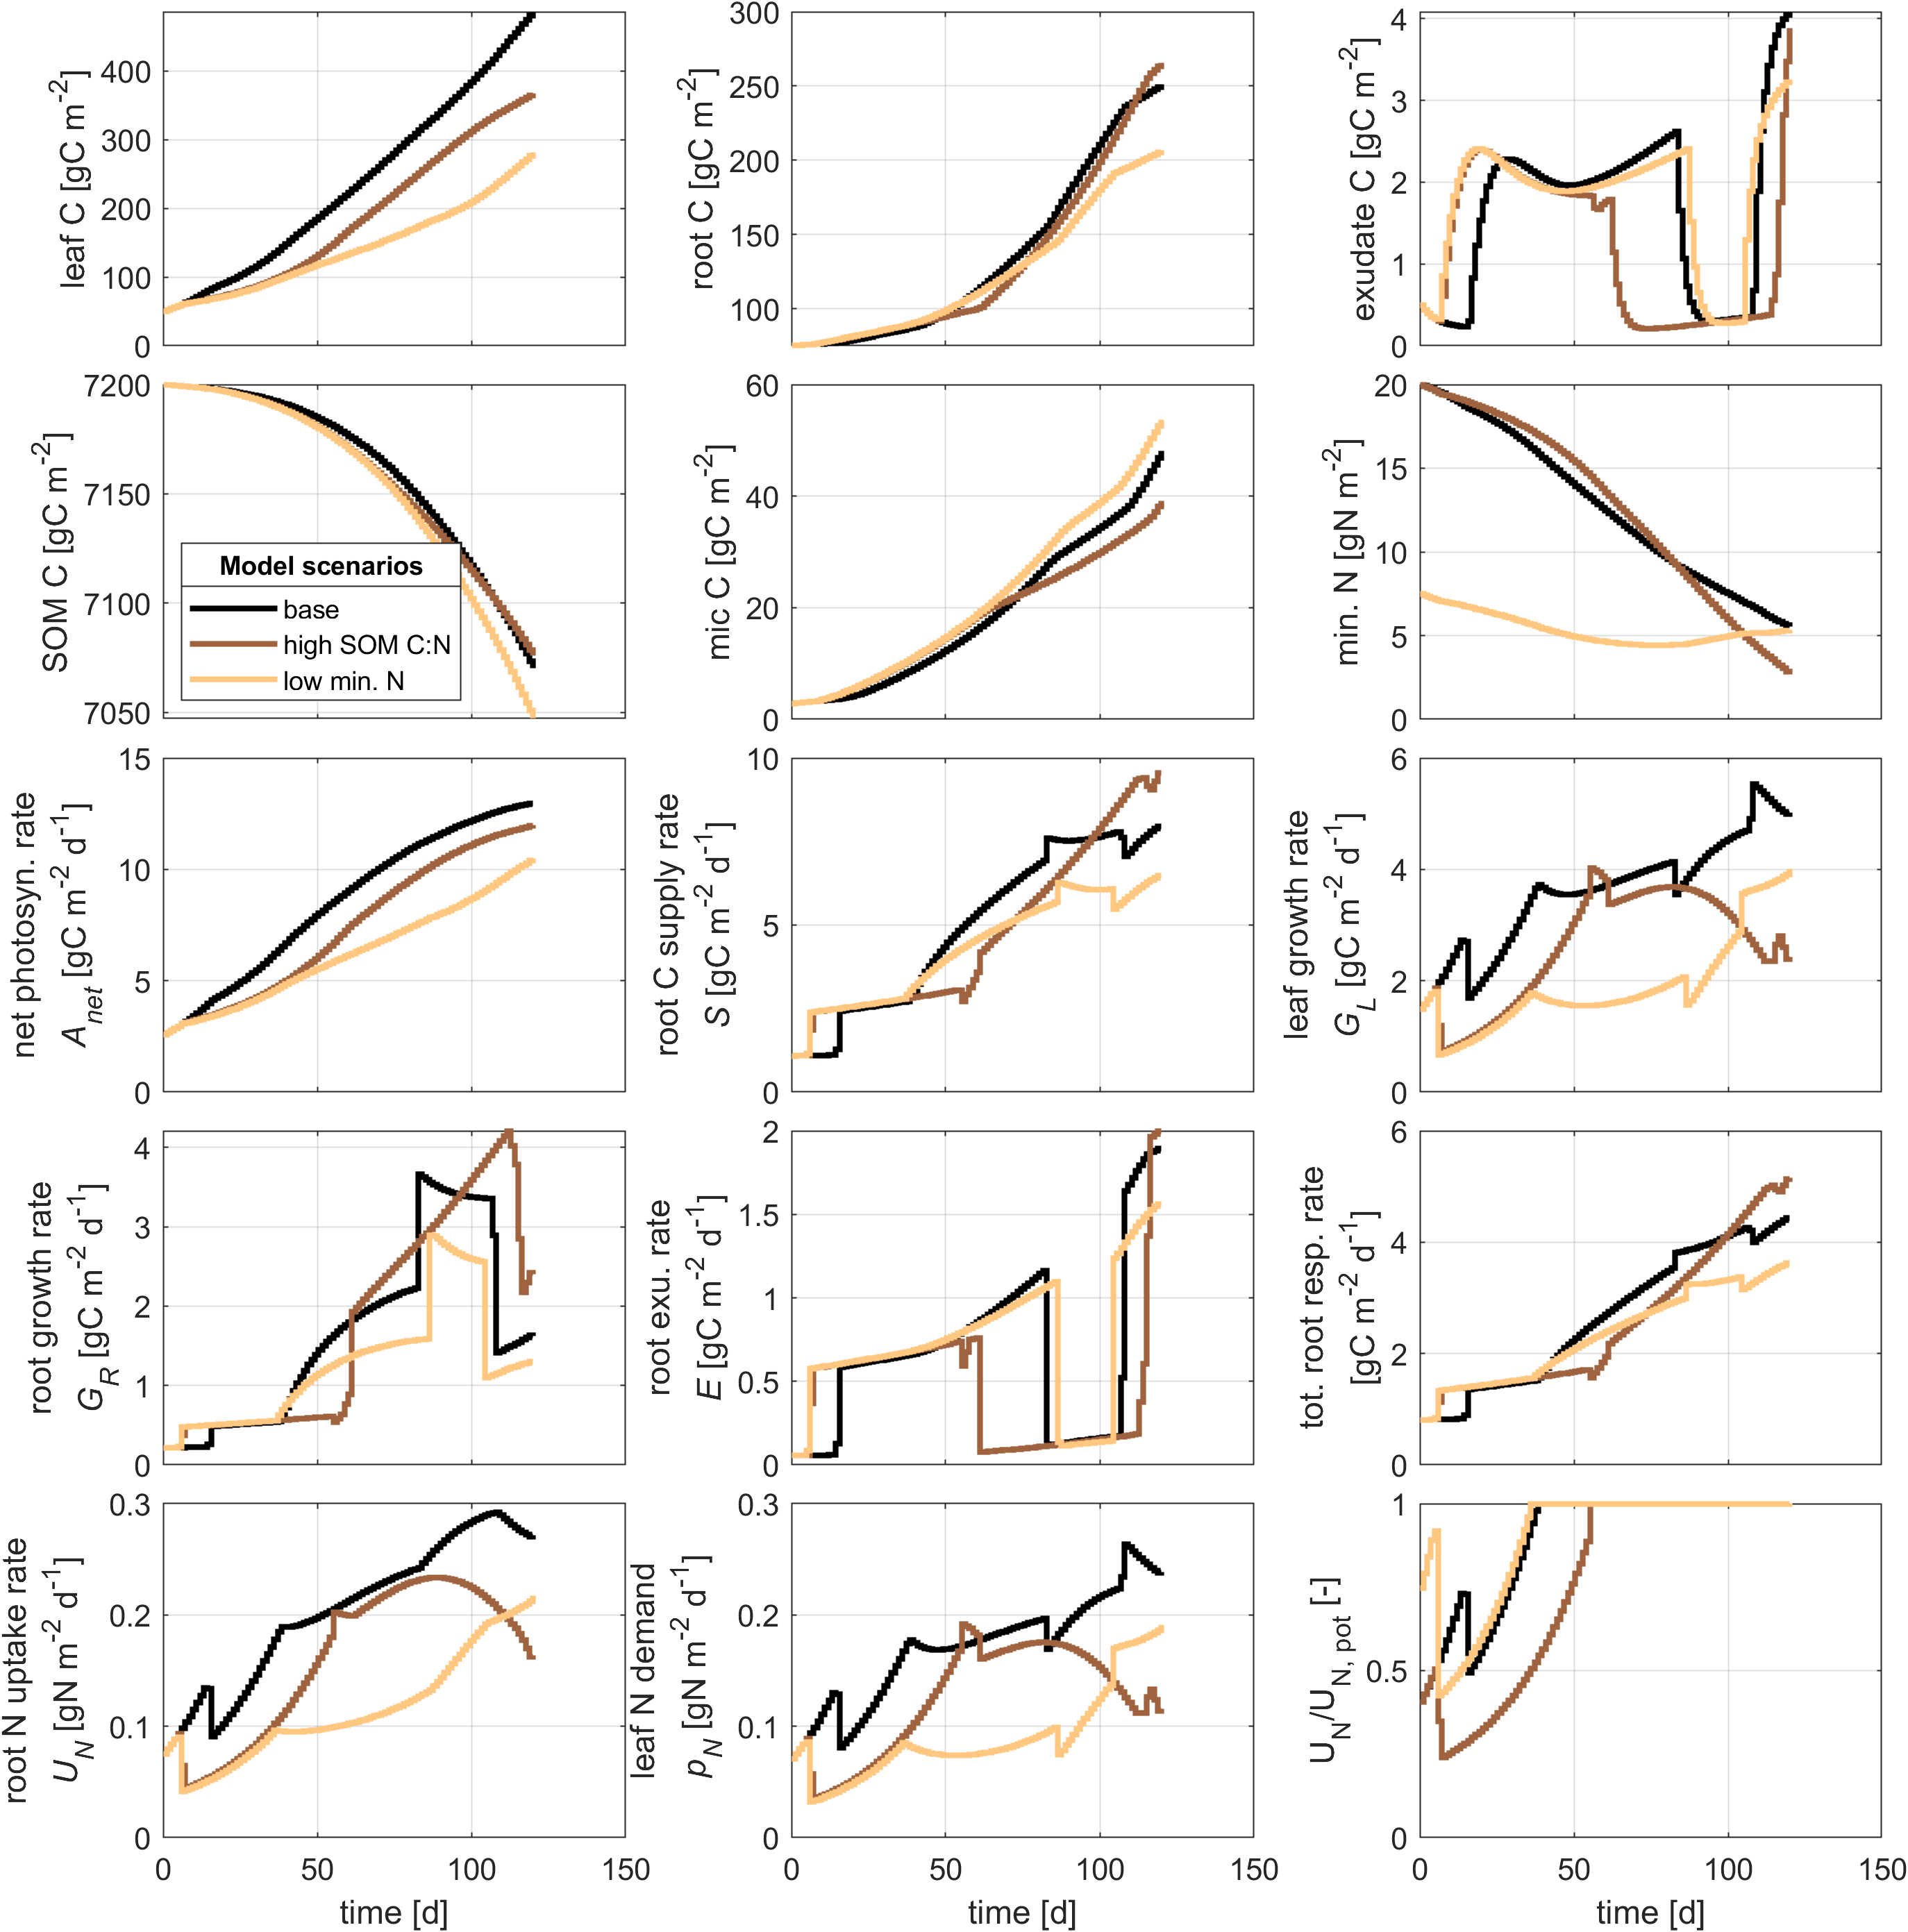 leaf C [gC m-2]
400
300
200
100
0
root C [gC m-2]
300
250
200
150
100
exudate C [gC m-2]
4
3
2
1
0
SOM C [gC m-2]
7200
7150
7100
7050
Model scenarios
base
high SOM C:N
low min. N
mic C [gC m-2]
60
40
20
0
min. N [gN m-2]
20
15
10
5
0
net photosyn. rate
Anet [gC m-2 d-1]
15
10
5
0
root C supply rate
S [gC m-2 d-1]
10
5
0
leaf growth rate
GL [gC m-2 d-1]
6
4
2
0
root growth rate
GR [gC m-2 d-1]
4
3
2
1
0
root exu. rate
E [gC m-2 d-1]
2
1.5
1
0.5
0
tot. root resp. rate
[gC m-2 d-1]
6
4
2
0
root N uptake rate
UN [gN m-2 d-1]
0.3
0.2
0.1
0
0 50 100 150
time [d]
leaf N demand
pN [gN m-2 d-1]
0.3
0.2
0.1
0
0 50 100 150
time [d]
UN/UN, pot [-]
1
0.5
0
0 50 100 150
time [d]